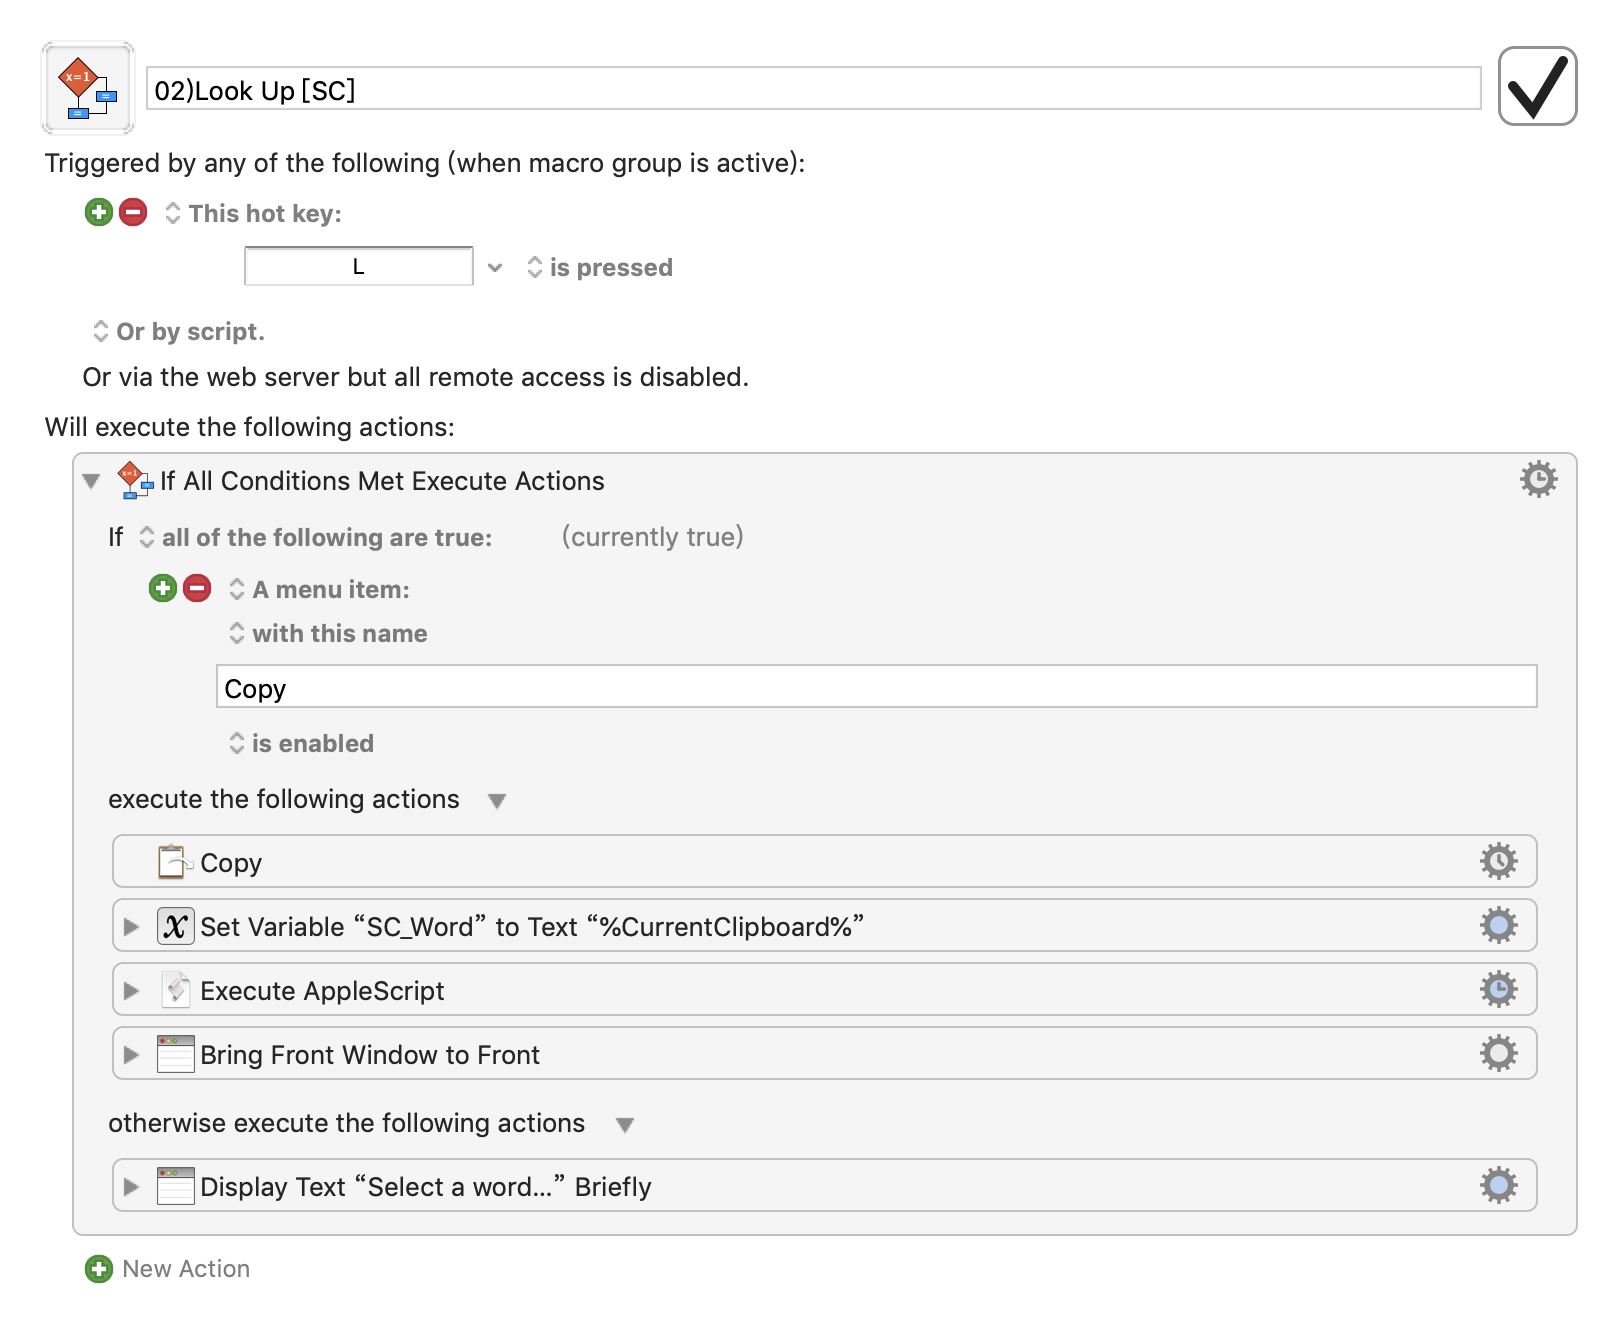 x=1
02)Look Up [SC]
Triggered by any of the following (when macro group is active):
This hot key:
L
is pressed
Or by script.
Or via the web server but all remote access is disabled.
Will execute the following actions:
If All Conditions Met Execute Actions
If all of the following are true: (currently true)
A menu item:
with this name
Copy
is enabled
execute the following actions
Copy
Set Variable “SC_Word” to Text “%CurrentClipboard%”
Execute AppleScript
Bring Front Window to Front
otherwise execute the following actions
Display Text “Select a word…” Briefly
New Action